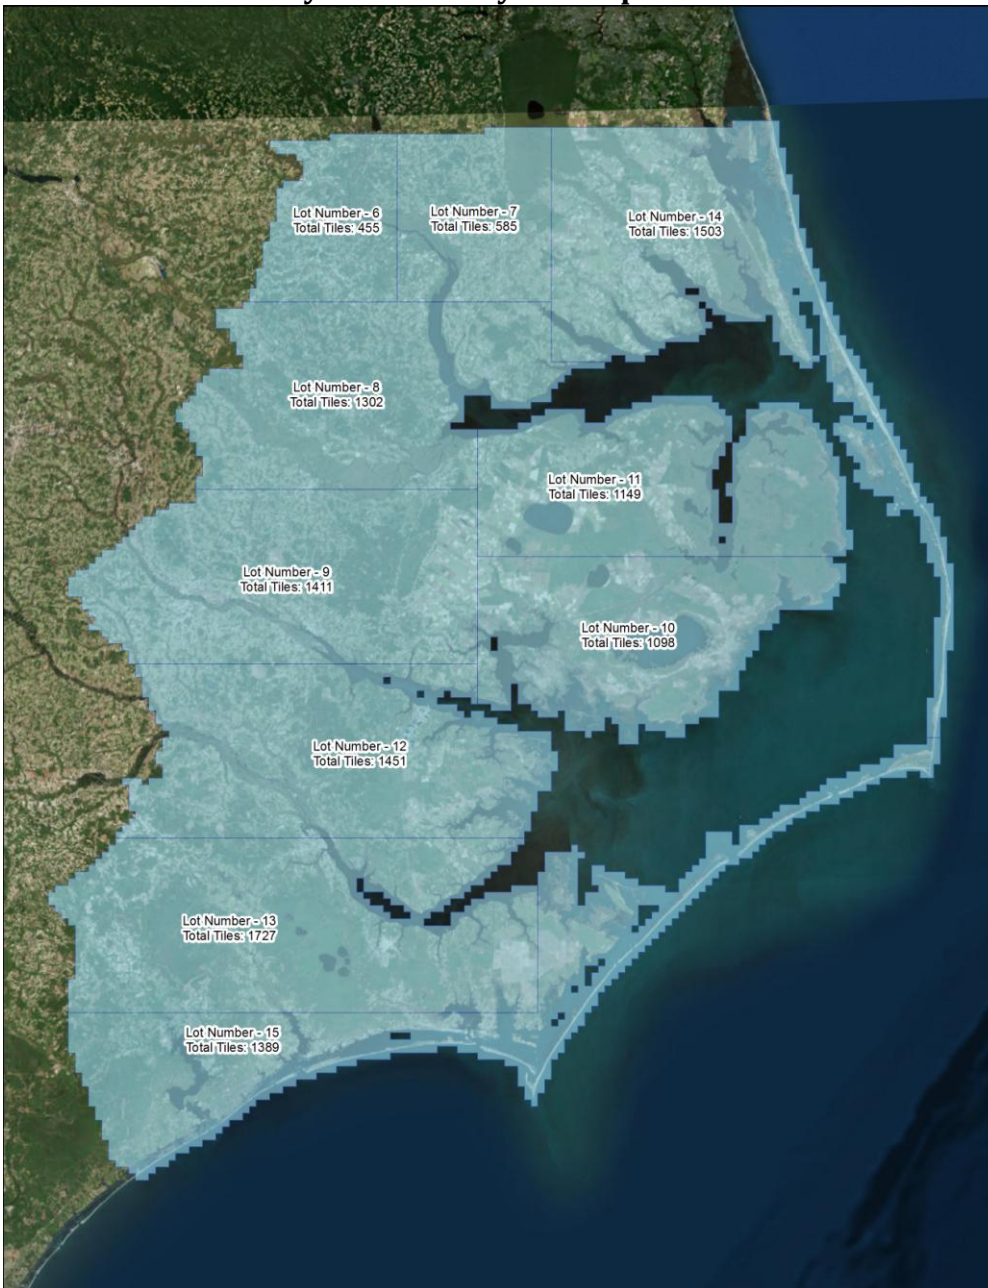 Lot Number - 6
Total Tiles: 455
Lot Number - 7
Total Tiles: 585
Lot Number - 14
Total Tiles: 1503
Lot Number - 8
Total Tiles: 1302
Lot Number - 11
Total Tiles: 1149
Lot Number - 9
Total Tiles: 1411
Lot Number - 10
Total Tiles: 1098
Lot Number - 12
Total Tiles: 1451
Lot Number - 13
Total Tiles: 1727
Lot Number - 15
Total Tiles: 1389